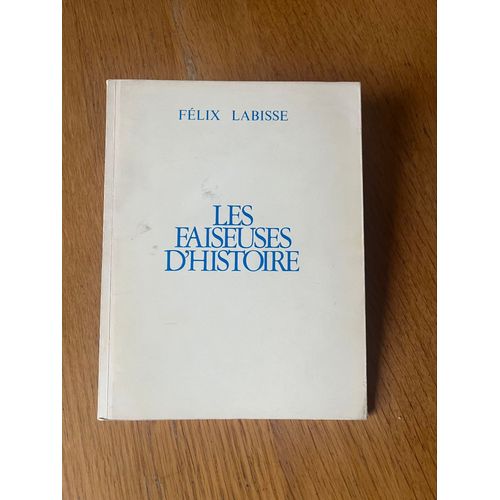 FÉLIX LABISSE
LES
FAISEUSES
D'HISTOIRE